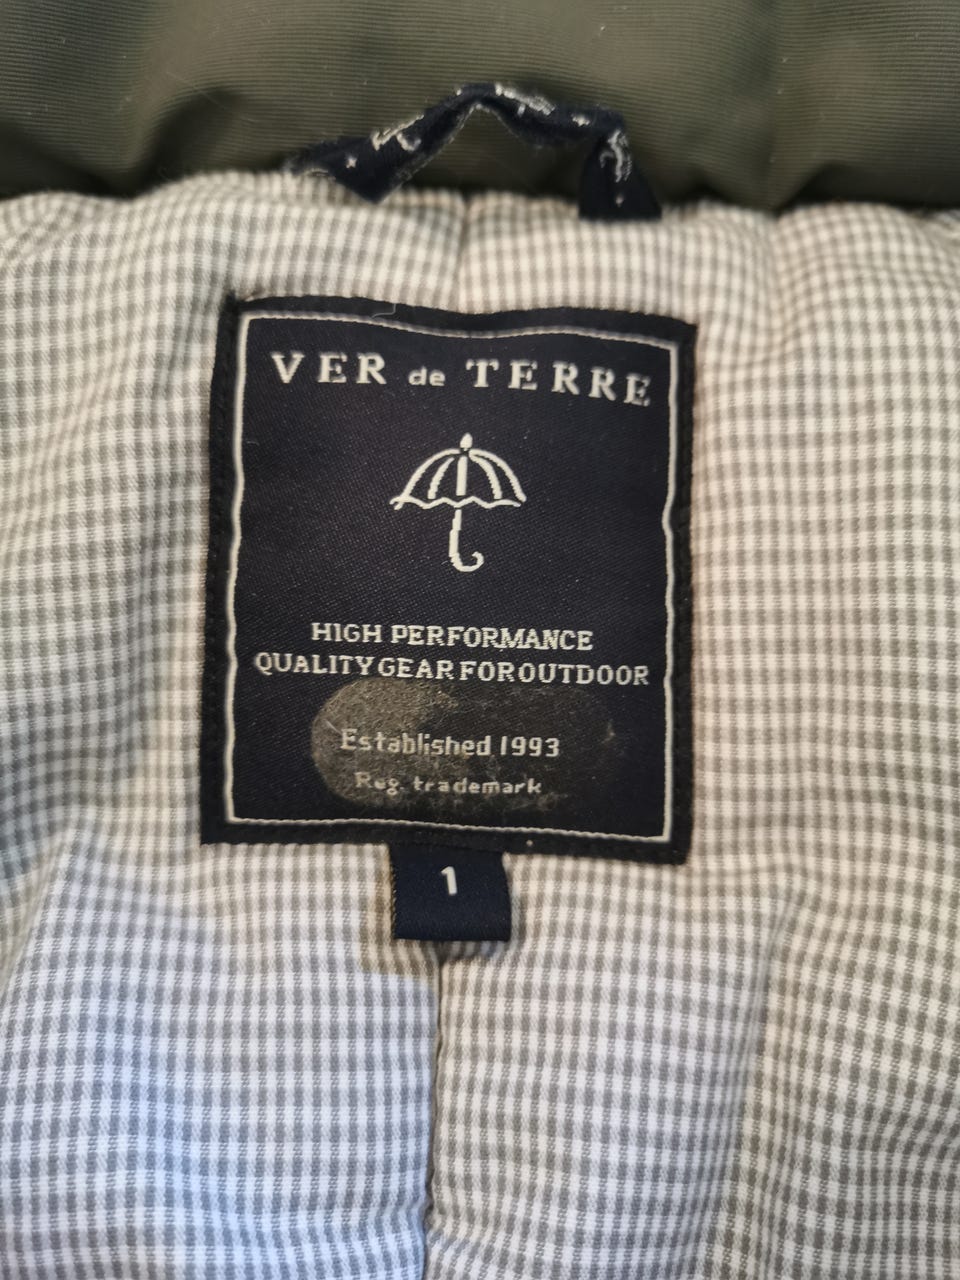 VER de TERRE
HIGH PERFORMANCE
QUALITY GEAR FOR OUTDOOR
Established 1993
Reg. trademark
1